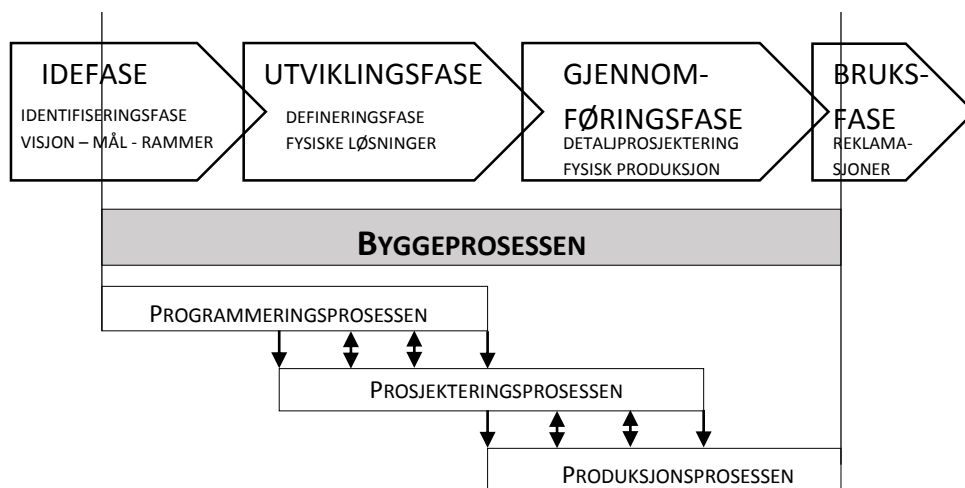 IDEFASE
IDENTIFISERINGSFASE
VISJON – MÅL - RAMMER
UTVIKLINGSFASE
DEFINERINGSFASE
FYSISKE LØSNINGER
GJENNOM-
FØRINGSFASE
DETALJPROSJEKTERING
FYSISK PRODUKSJON
BRUKS-
FASE
REKLAMA-
SJONER
BYGGEPROSESSEN
PROGRAMMERINGSPROSESSEN
PROSJEKTERINGSPROSESSEN
PRODUKSJONSPROSESSEN